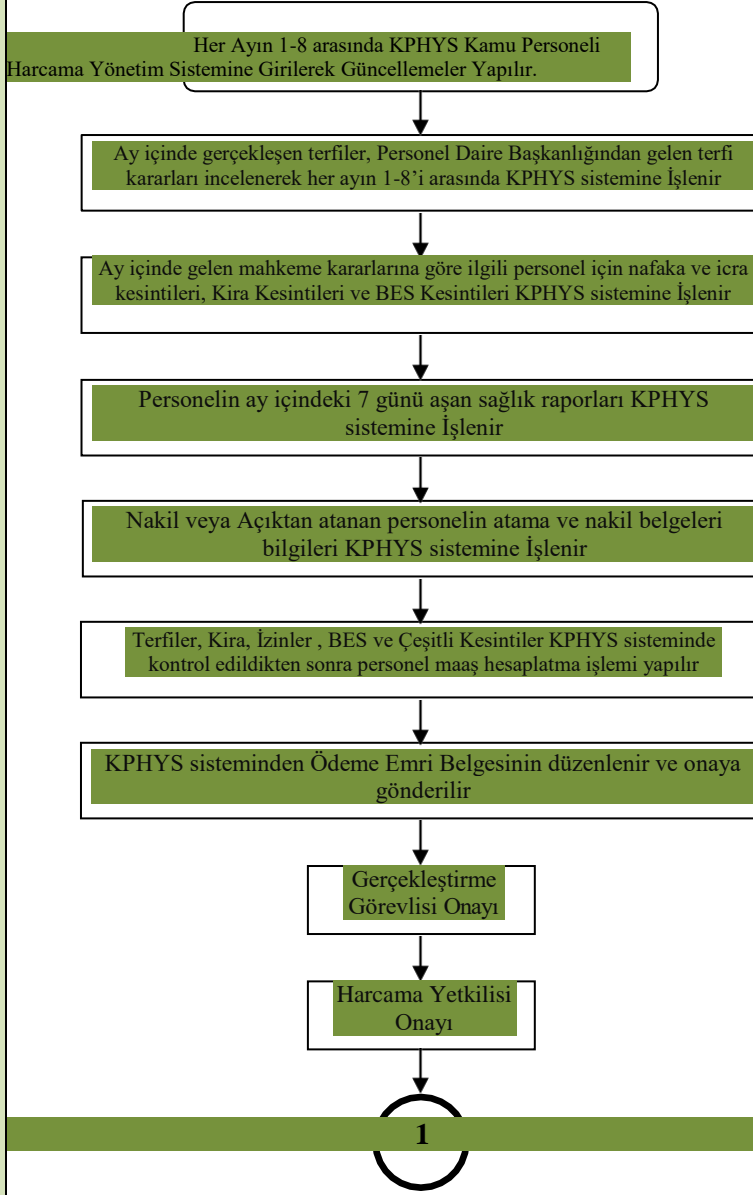 Her Ayın 1-8 arasında KPHYS Kamu Personeli
Harcama Yönetim Sistemine Girilerek Güncellemeler Yapılır.
Ay içinde gerçekleşen terfiler, Personel Daire Başkanlığından gelen terfi
kararları incelenerek her ayın 1-8’i arasında KPHYS sistemine İşlenir
Ay içinde gelen mahkeme kararlarına göre ilgili personel için nafaka ve icra
kesintileri, Kira Kesintileri ve BES Kesintileri KPHYS sistemine İşlenir
Personelin ay içindeki 7 günü aşan sağlık raporları KPHYS
sistemine İşlenir
Nakil veya Açıktan atanan personelin atama ve nakil belgeleri
bilgileri KPHYS sistemine İşlenir
Terfiler, Kira, İzinler , BES ve Çeşitli Kesintiler KPHYS sisteminde
kontrol edildikten sonra personel maaş hesaplatma işlemi yapılır
KPHYS sisteminden Ödeme Emri Belgesinin düzenlenir ve onaya
gönderilir
Gerçekleştirme
Görevlisi Onayı
Harcama Yetkilisi
Onayı
1